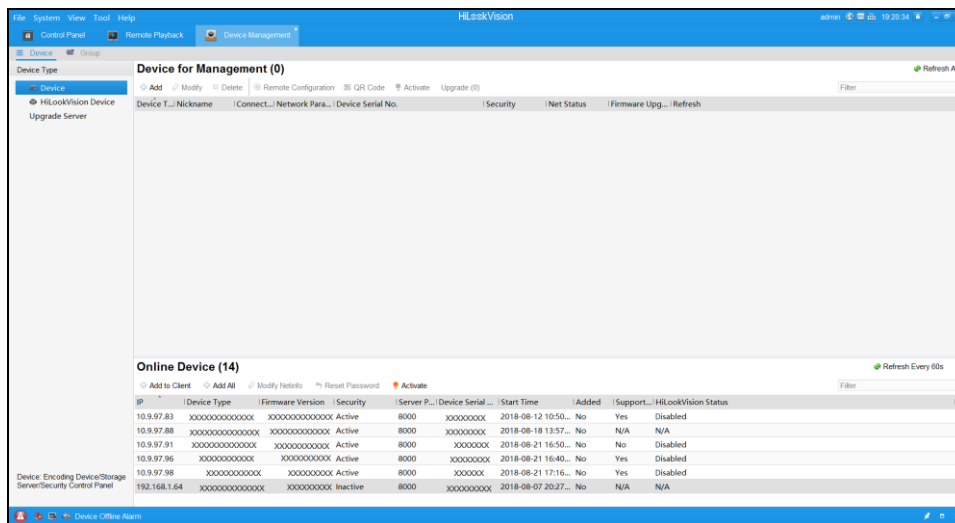 File System View Tool Help HiLookVision admin 19:20:34
Control Panel Remote Playback Device Management
Device Group
Device Type Device for Management (0) Refresh A
Device Add Modify Delete Remote Configuration QR Code Activate Upgrade (0) Filter
HiLookVision Device Device T... Nickname Connect... Network Para... Device Serial No. Security Net Status Firmware Upg... Refresh
Upgrade Server
Online Device (14) Refresh Every 60s
Add to Client Add All Modify Netinfo Reset Password Activate Filter
IP Device Type Firmware Version Security Server P... Device Serial ... Start Time Added Support... HiLookVision Status
10.9.97.83 XXXXXXXXXXXXX XXXXXXXXXXXXX Active 8000 XXXXXXXX 2018-08-12 10:50... No Yes Disabled
10.9.97.88 XXXXXXXXXXXXX XXXXXXXXXXXX Active 8000 XXXXXXXX 2018-08-18 13:57... No N/A N/A
10.9.97.91 XXXXXXXXXXXXX XXXXXXXXXXX Active 8000 XXXXXXX 2018-08-21 16:50... No No Disabled
10.9.97.96 XXXXXXXXXXXXX XXXXXXXXXX Active 8000 XXXXXXXX 2018-08-21 16:40... No Yes Disabled
10.9.97.98 XXXXXXXXXXX XXXXXXXXXX Active 8000 XXXXXX 2018-08-21 17:16... No Yes Disabled
192.168.1.64 XXXXXXXXXXXXX XXXXXXXXX Inactive 8000 XXXXXXXXX 2018-08-07 20:27... No N/A N/A
Device: Encoding Device/Storage
Server/Security Control Panel
Device Offline Alarm